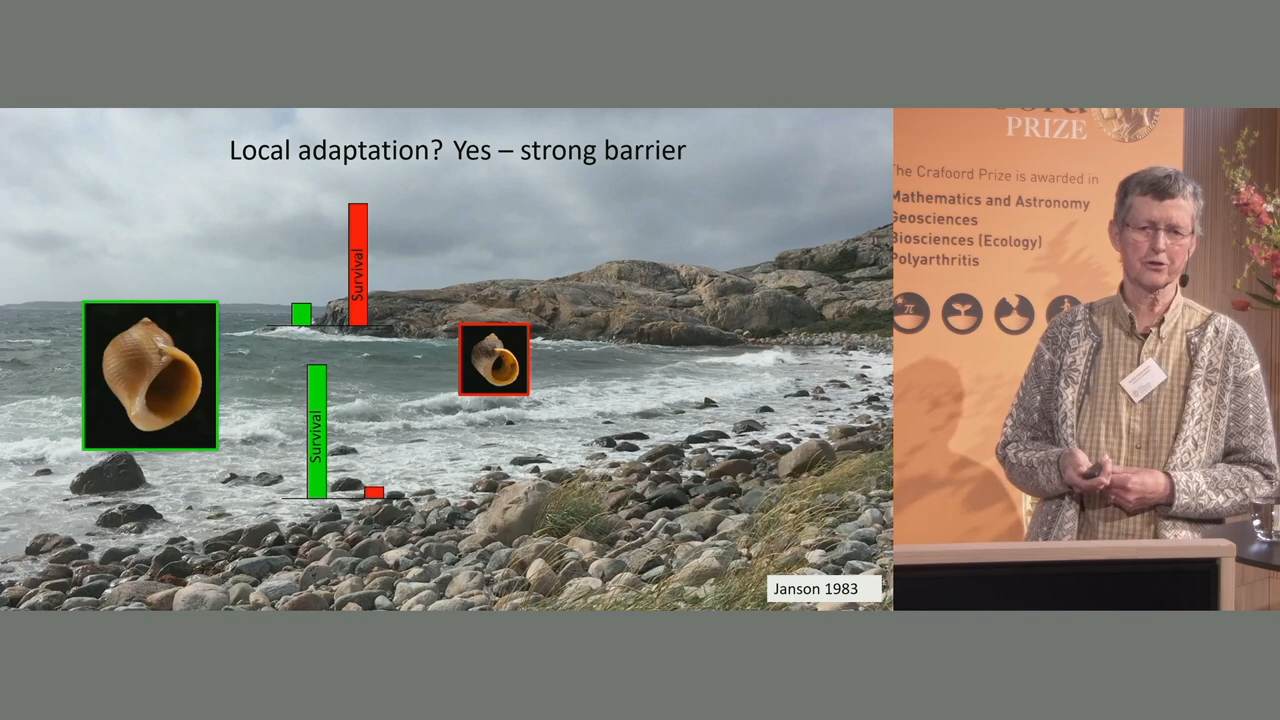 Local adaptation? Yes – strong barrier
Survival
Survival
Janson 1983
PRIZE
The Crafoord Prize is awarded in
Mathematics and Astronomy
Geosciences
Biosciences (Ecology)
Polyarthritis
π